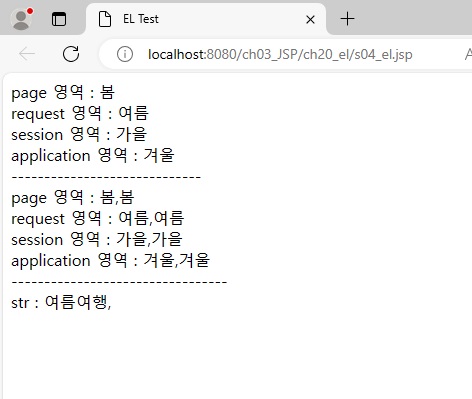 EL Test
localhost:8080/ch03_JSP/ch20_el/s04_el.jsp
page 영역 : 봄
request 영역 : 여름
session 영역 : 가을
application 영역 : 겨울
-----------------------------
page 영역 : 봄,봄
request 영역 : 여름,여름
session 영역 : 가을,가을
application 영역 : 겨울,겨울
---------------------------------
str : 여름여행,